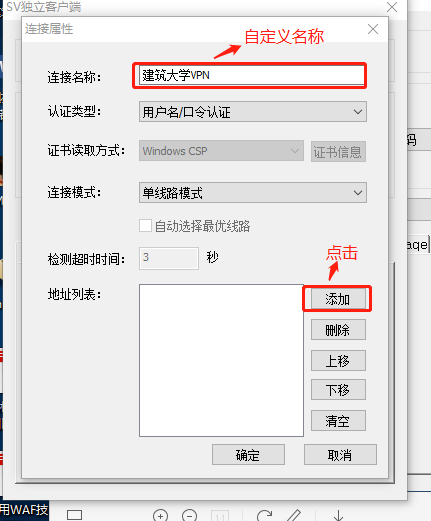 SV独立客户端
连接属性
自定义名称
连接名称：
建筑大学VPN
认证类型：
用户名/口令认证
码
证书读取方式：
Windows CSP
证书信息
连接模式：
单线路模式
自动选择最优线路
age
检测超时时间：
3
秒
点击
地址列表：
添加
删除
上移
下移
清空
确定
取消
用WAF技
1:1